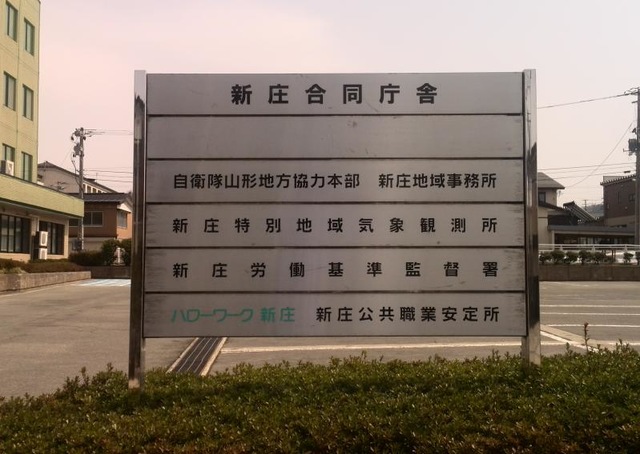 新庄合同庁舎
自衛隊山形地方協力本部 新庄地域事務所
新庄特別地域気象観測所
新庄労働基準監督署
ハローワーク新庄 新庄公共職業安定所